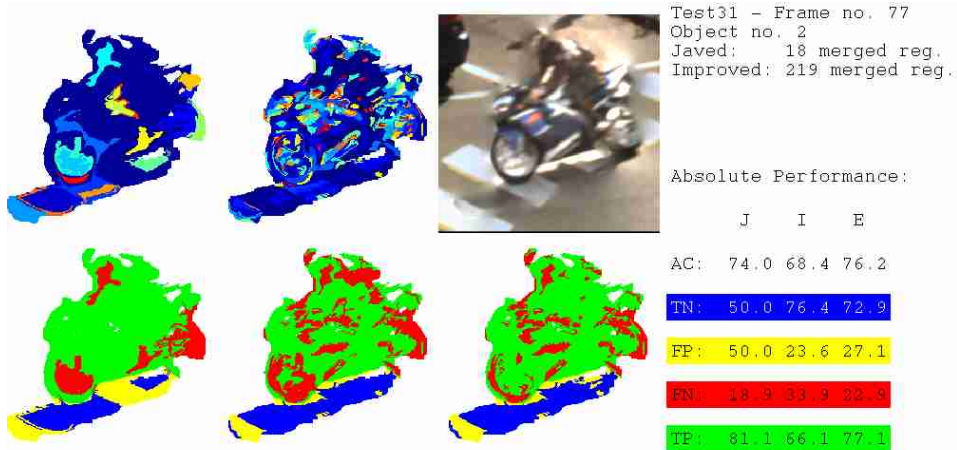 Test31 – Frame no. 77
Object no. 2
Javed: 18 merged reg.
Improved: 219 merged reg.
Absolute Performance:
J I E
AC: 74.0 68.4 76.2
TN: 50.0 76.4 72.9
FP: 50.0 23.6 27.1
FN: 18.9 33.9 22.9
TP: 81.1 66.1 77.1